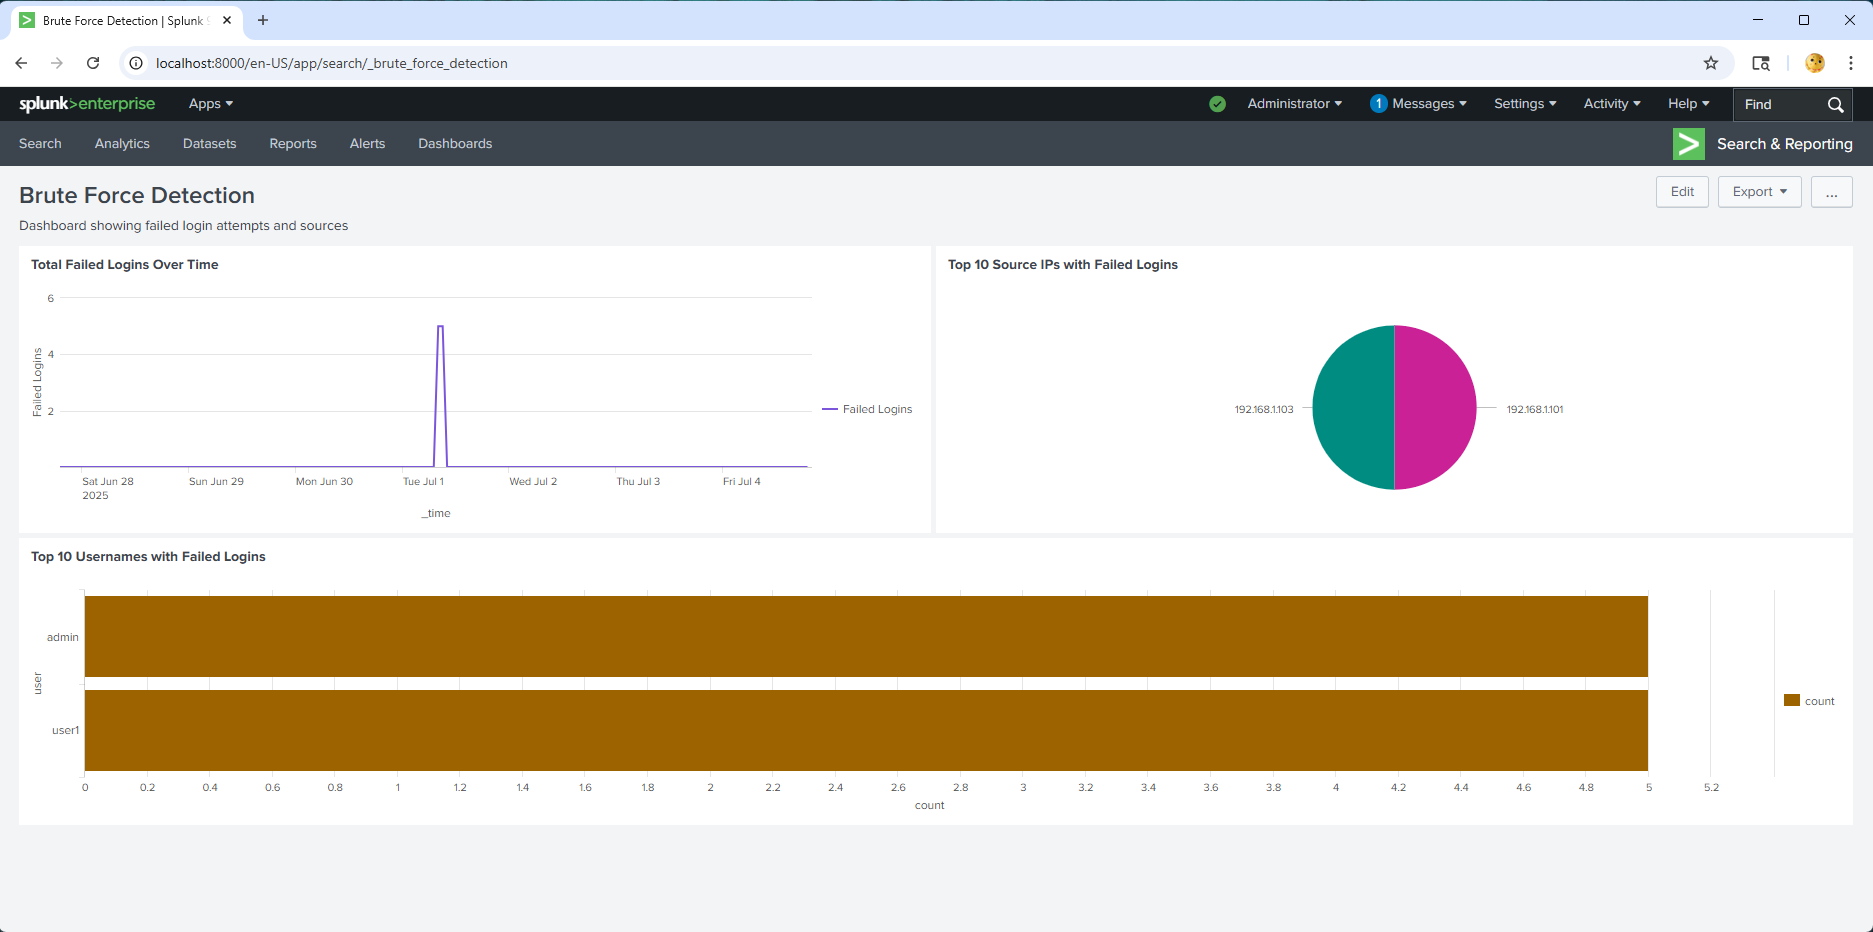 Brute Force Detection | Splunk
localhost:8000/en-US/app/search/_brute_force_detection
splunk>enterprise Apps Administrator 1 Messages Settings Activity Help Find
Search Analytics Datasets Reports Alerts Dashboards Search & Reporting
Brute Force Detection Edit Export ...
Dashboard showing failed login attempts and sources
Total Failed Logins Over Time
6
4
2
Failed Logins
Failed Logins
Sat Jun 28 Sun Jun 29 Mon Jun 30 Tue Jul 1 Wed Jul 2 Thu Jul 3 Fri Jul 4
2025
_time
Top 10 Source IPs with Failed Logins
192.168.1.103 192.168.1.101
Top 10 Usernames with Failed Logins
admin
user
user1
count
0 0.2 0.4 0.6 0.8 1 1.2 1.4 1.6 1.8 2 2.2 2.4 2.6 2.8 3 3.2 3.4 3.6 3.8 4 4.2 4.4 4.6 4.8 5 5.2
count